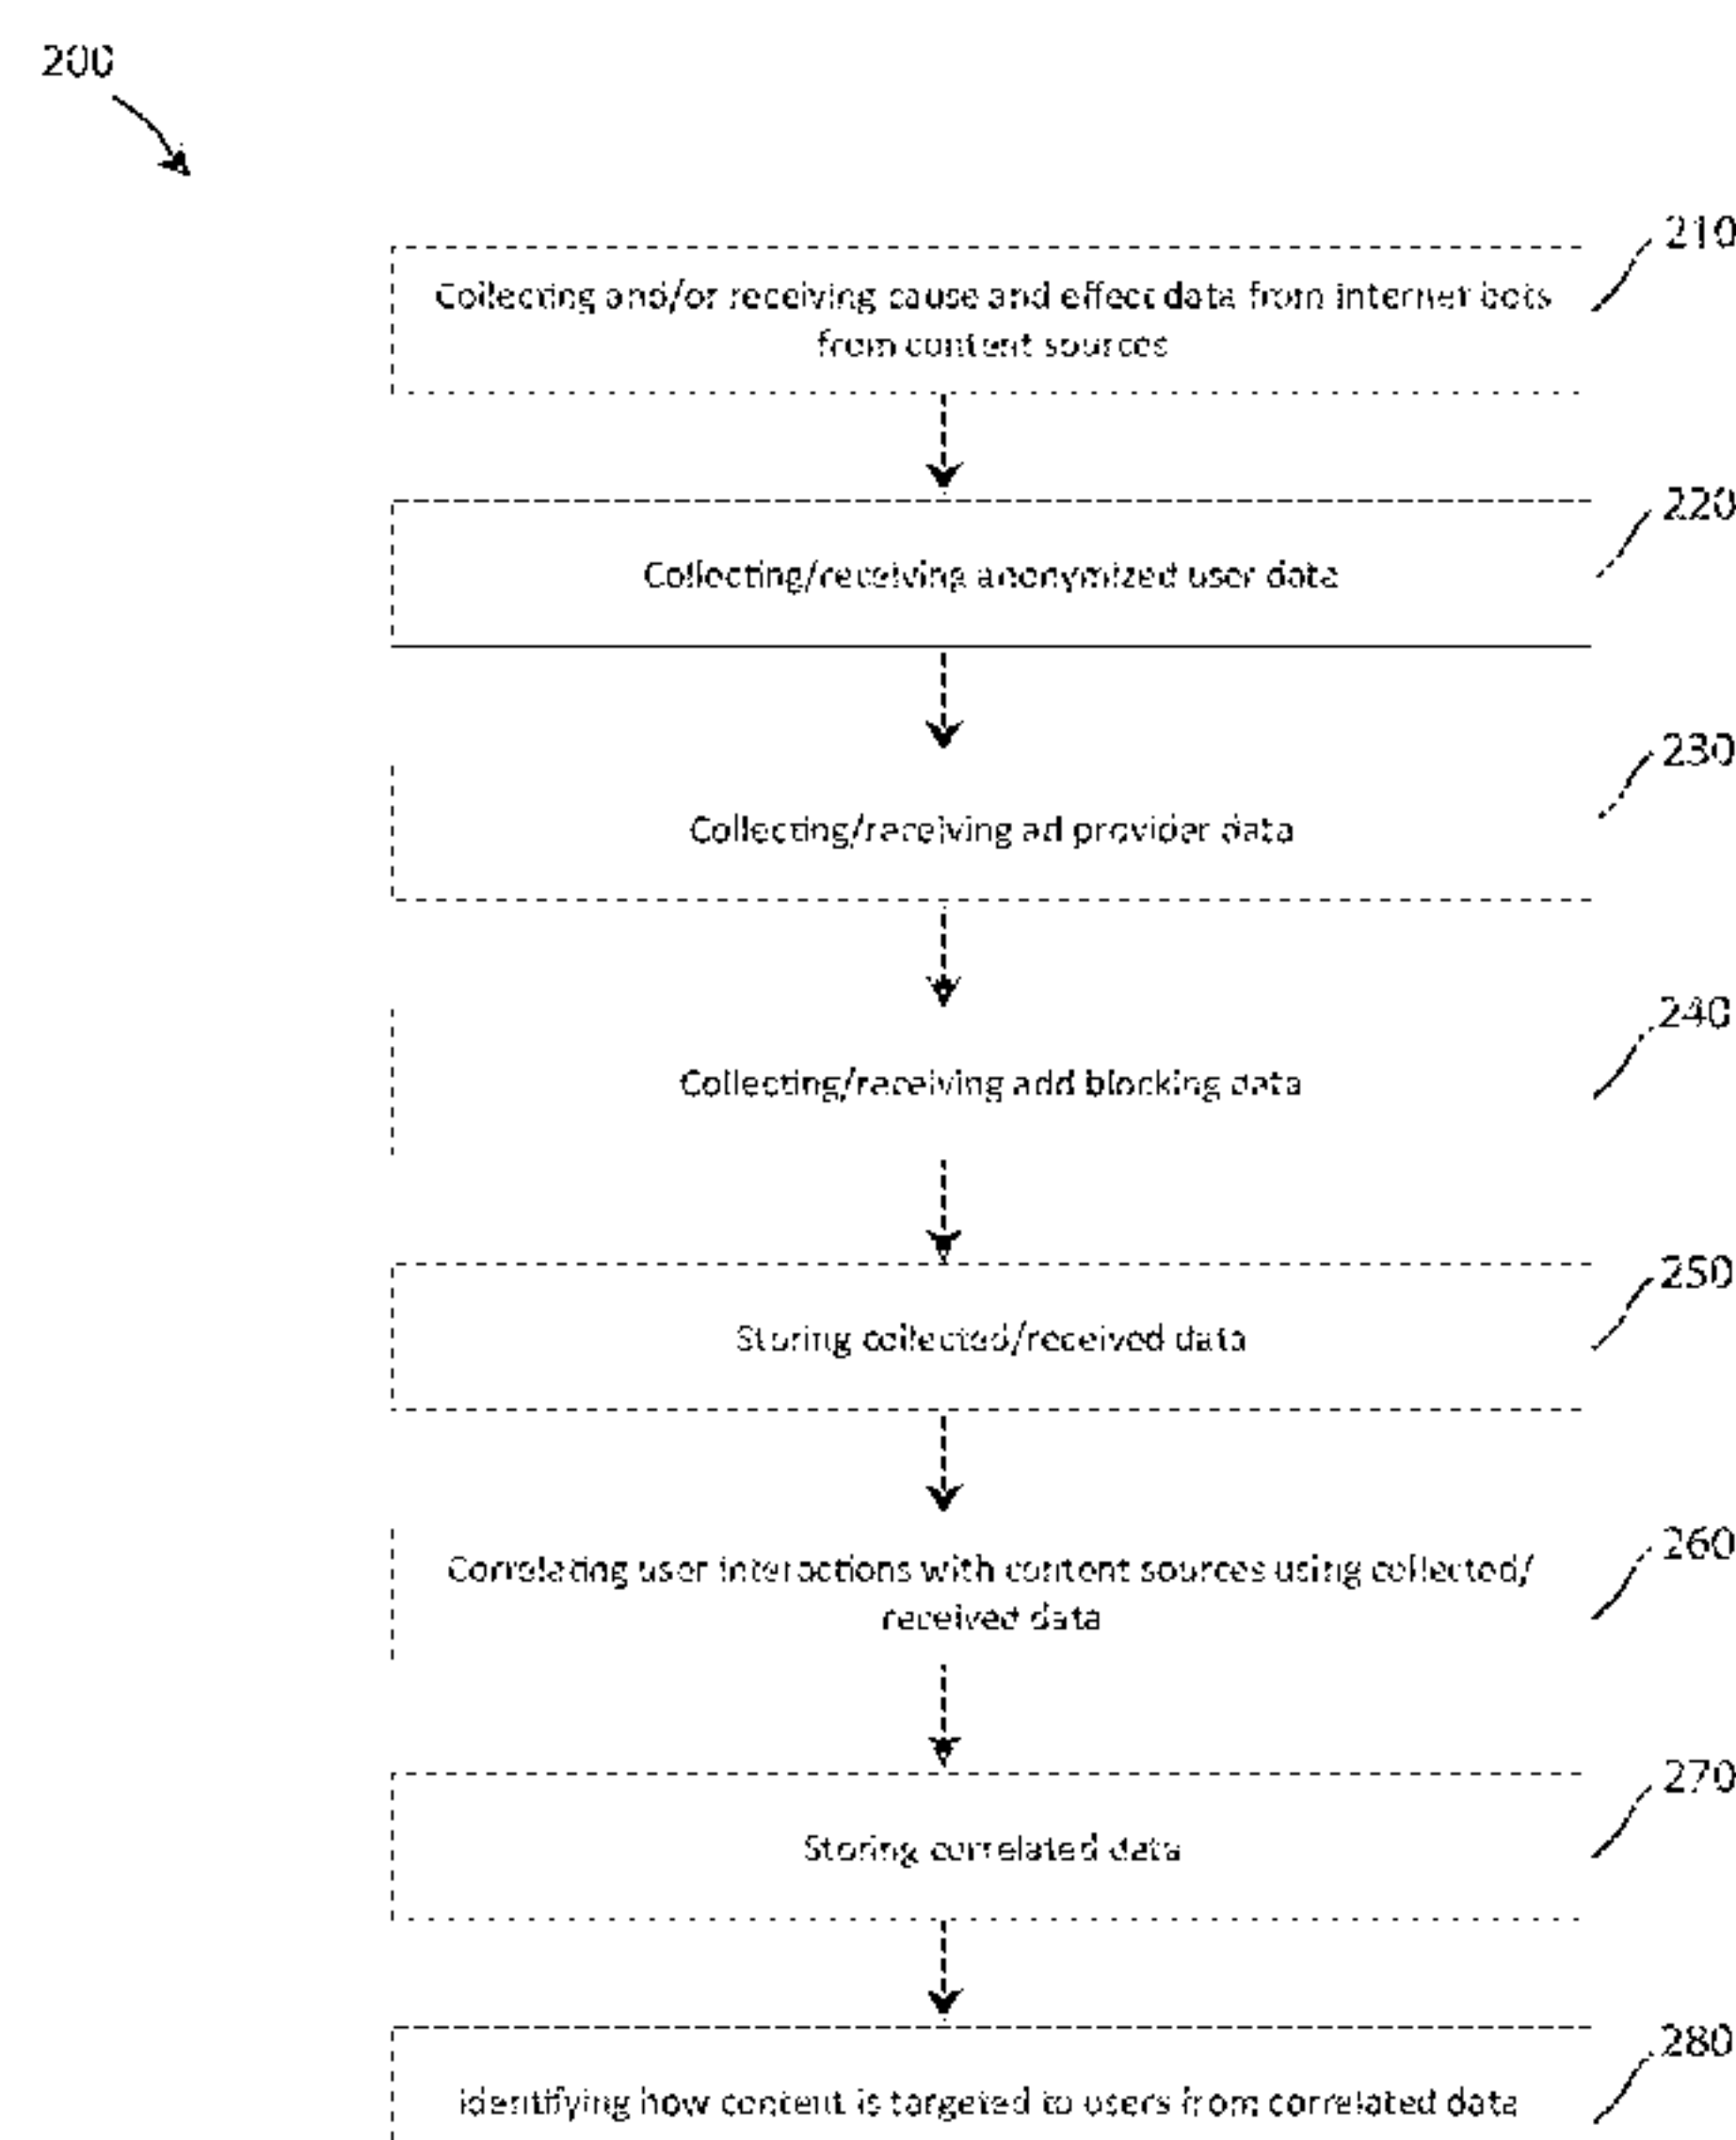 200
210
Collecting and/or receiving cause and effect data from internet bots
from content sources
220
Collecting/receiving anonymized user data
230
Collecting/receiving ad provider data
240
Collecting/receiving add blocking data
250
Storing collected/received data
260
Correlating user interactions with content sources using collected/
received data
270
Storing correlated data
280
identifying how content is targeted to users from correlated data